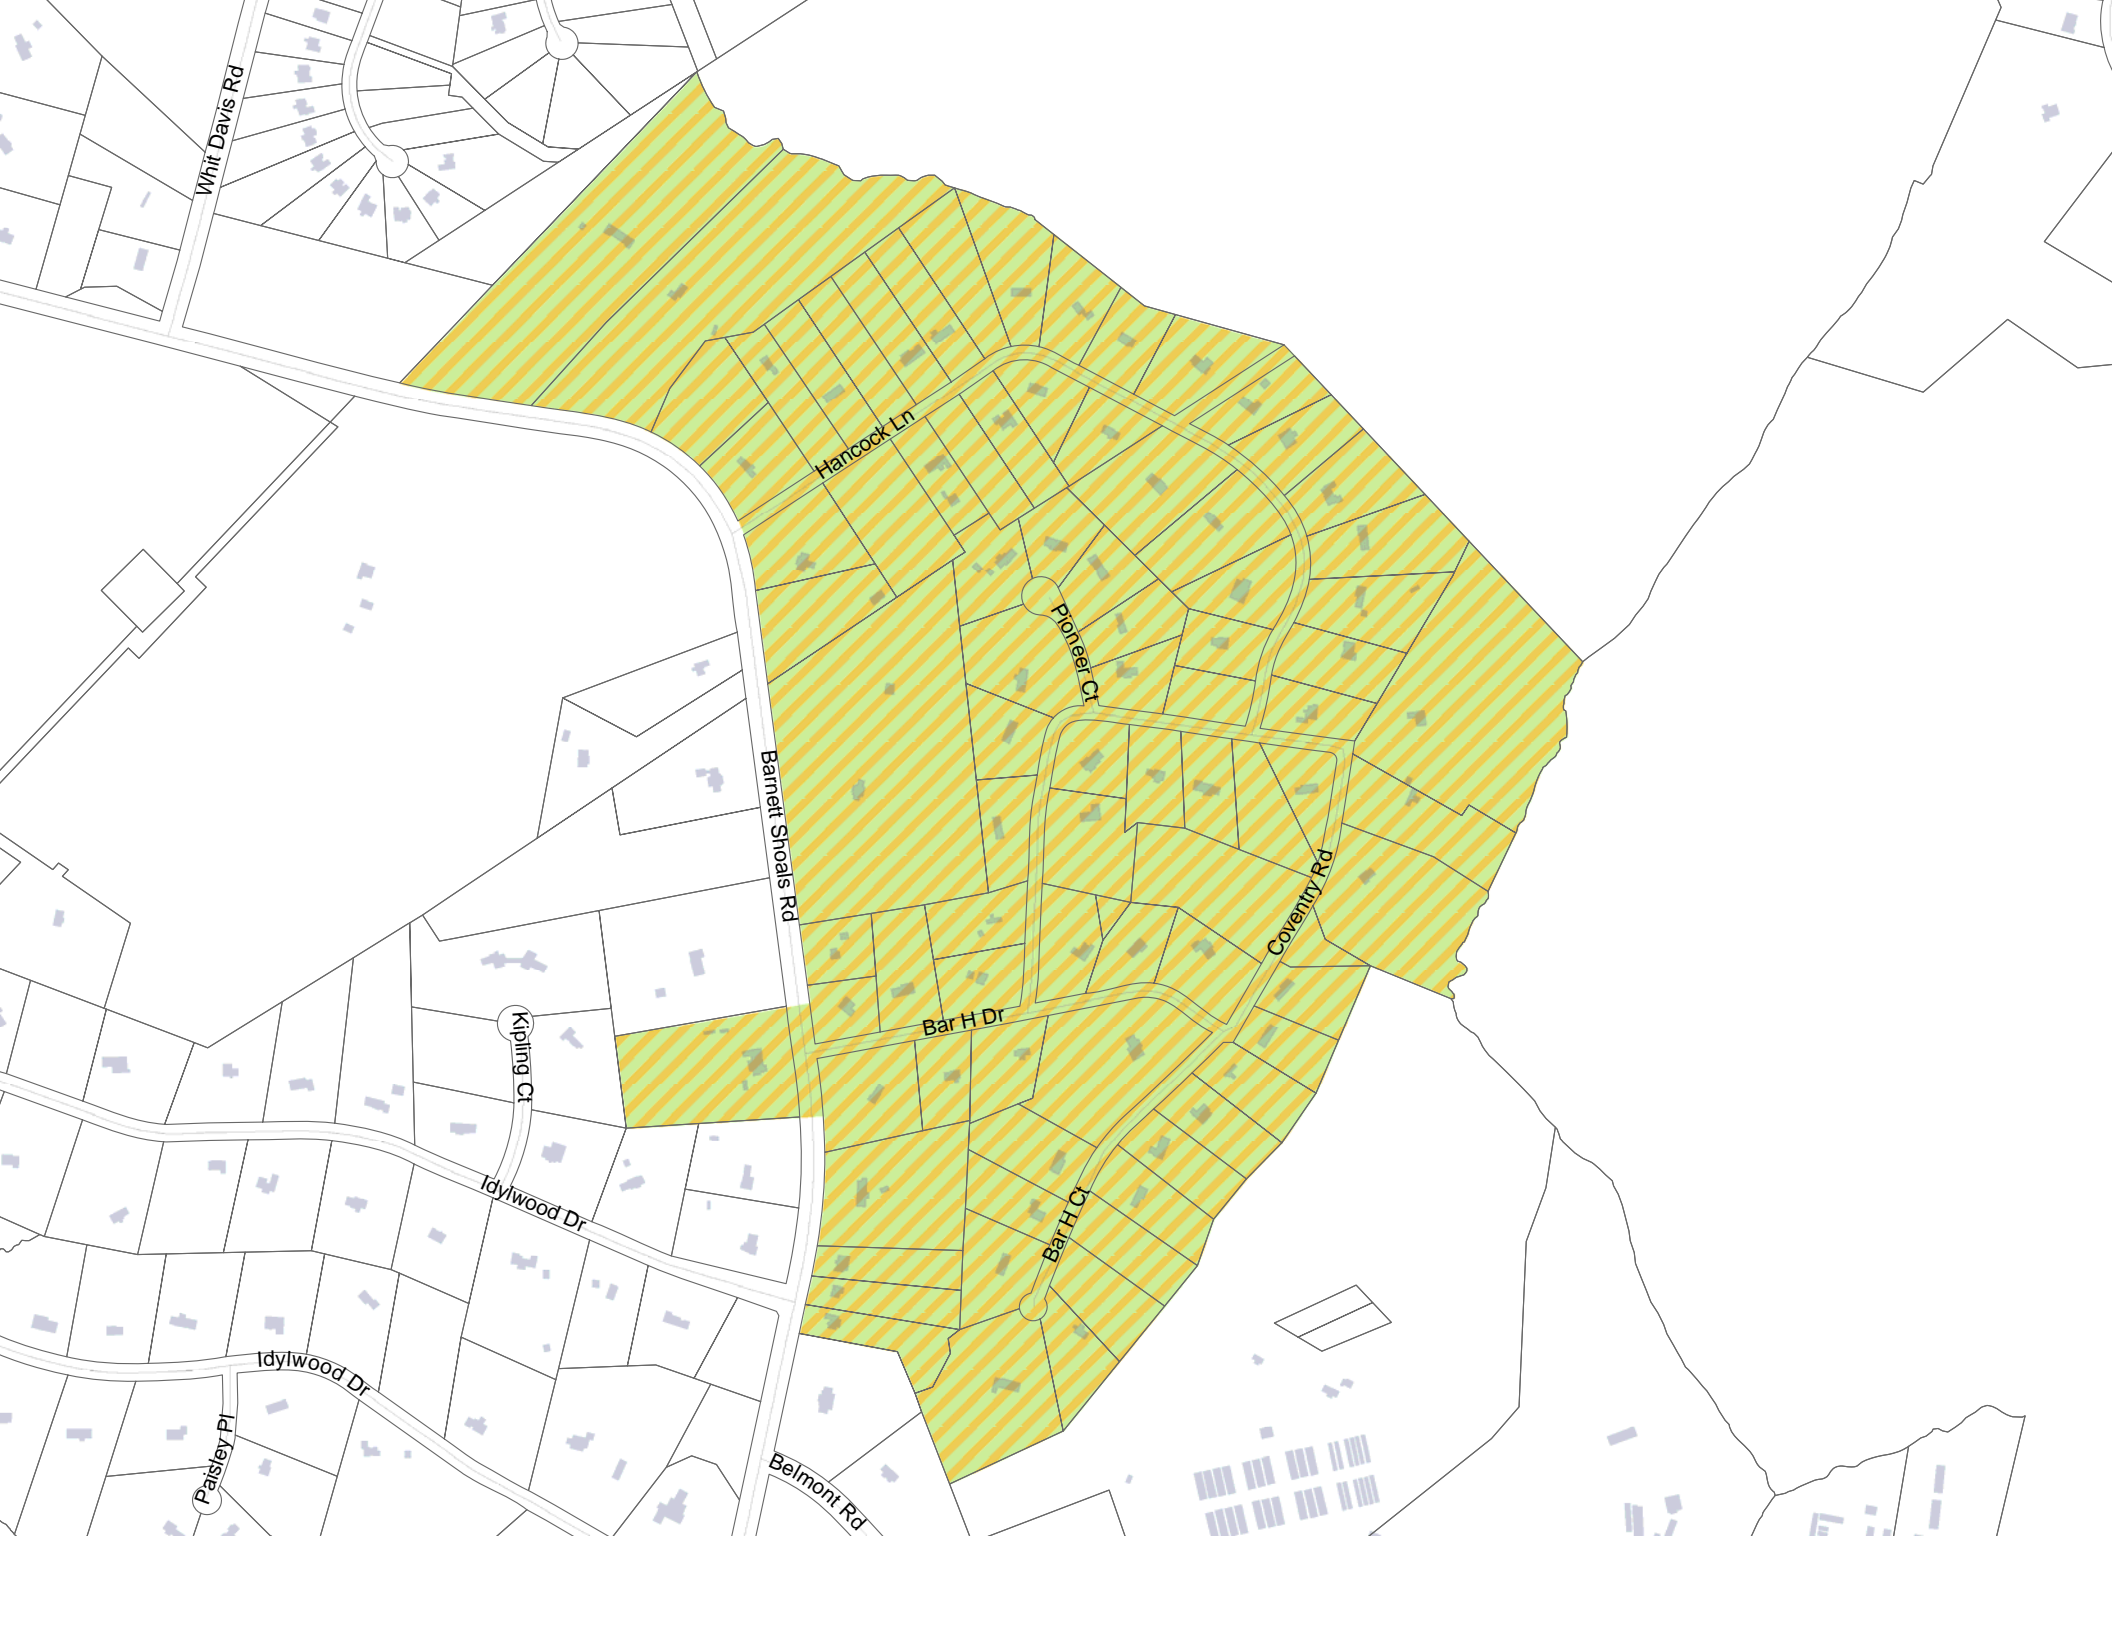 Whit Davis Rd
Hancock Ln
Pioneer Ct
Barnett Shoals Rd
Coventry Rd
Bar H Dr
Kipling Ct
Idylwood Dr
Bar H Ct
Idylwood Dr
Paisley Pl
Belmont Rd